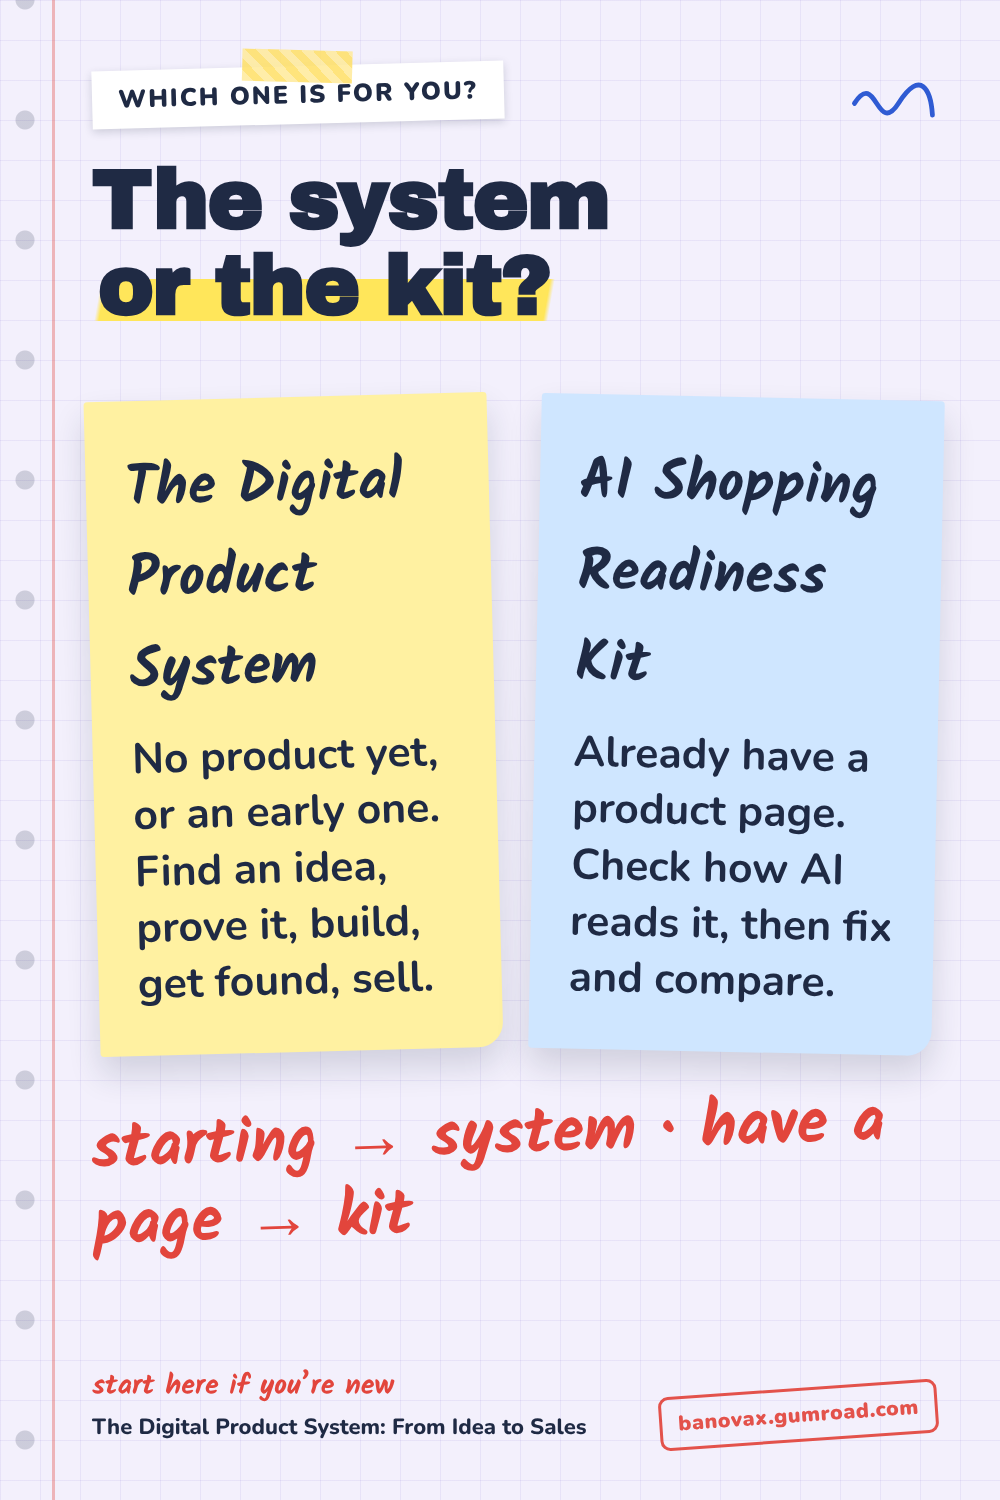 WHICH ONE IS FOR YOU?
The system
or the kit?
The Digital
Product
System
No product yet,
or an early one.
Find an idea,
prove it, build,
get found, sell.
AI Shopping
Readiness
Kit
Already have a
product page.
Check how AI
reads it, then fix
and compare.
starting → system · have a
page → kit
start here if you’re new
The Digital Product System: From Idea to Sales
banovax.gumroad.com